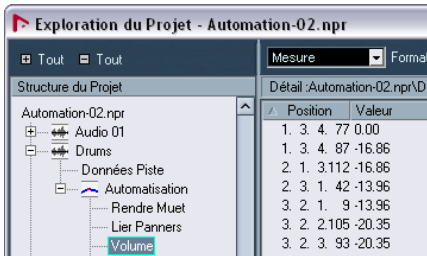 Exploration du Projet - Automation-02.npr
Tout Tout
Mesure Forma
Structure du Projet
Détail :Automation-02.npr\D
Automation-02.npr
Audio 01
Drums
Données Piste
Automatisation
Rendre Muet
Lier Panners
Volume
Position Valeur
1. 3. 4. 77 0.00
1. 3. 4. 87 -16.86
2. 1. 3.112 -16.86
2. 3. 1. 42 -13.96
3. 2. 1. 9 -13.96
3. 2. 2.105 -20.35
3. 2. 3. 93 -20.35